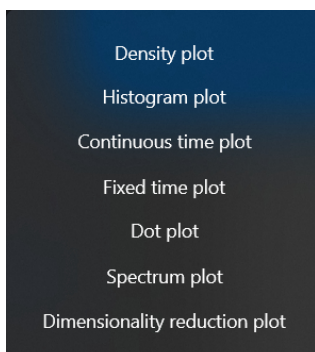 Density plot
Histogram plot
Continuous time plot
Fixed time plot
Dot plot
Spectrum plot
Dimensionality reduction plot